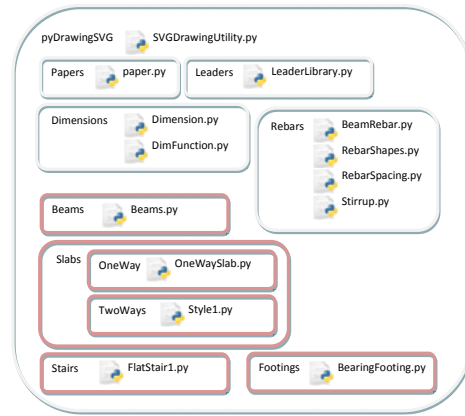 pyDrawingSVG SVGDrawingUtility.py
Papers paper.py
Leaders LeaderLibrary.py
Dimensions Dimension.py
DimFunction.py
Rebars BeamRebar.py
RebarShapes.py
RebarSpacing.py
Stirrup.py
Beams Beams.py
Slabs
OneWay OneWaySlab.py
TwoWays Style1.py
Stairs FlatStair1.py
Footings BearingFooting.py